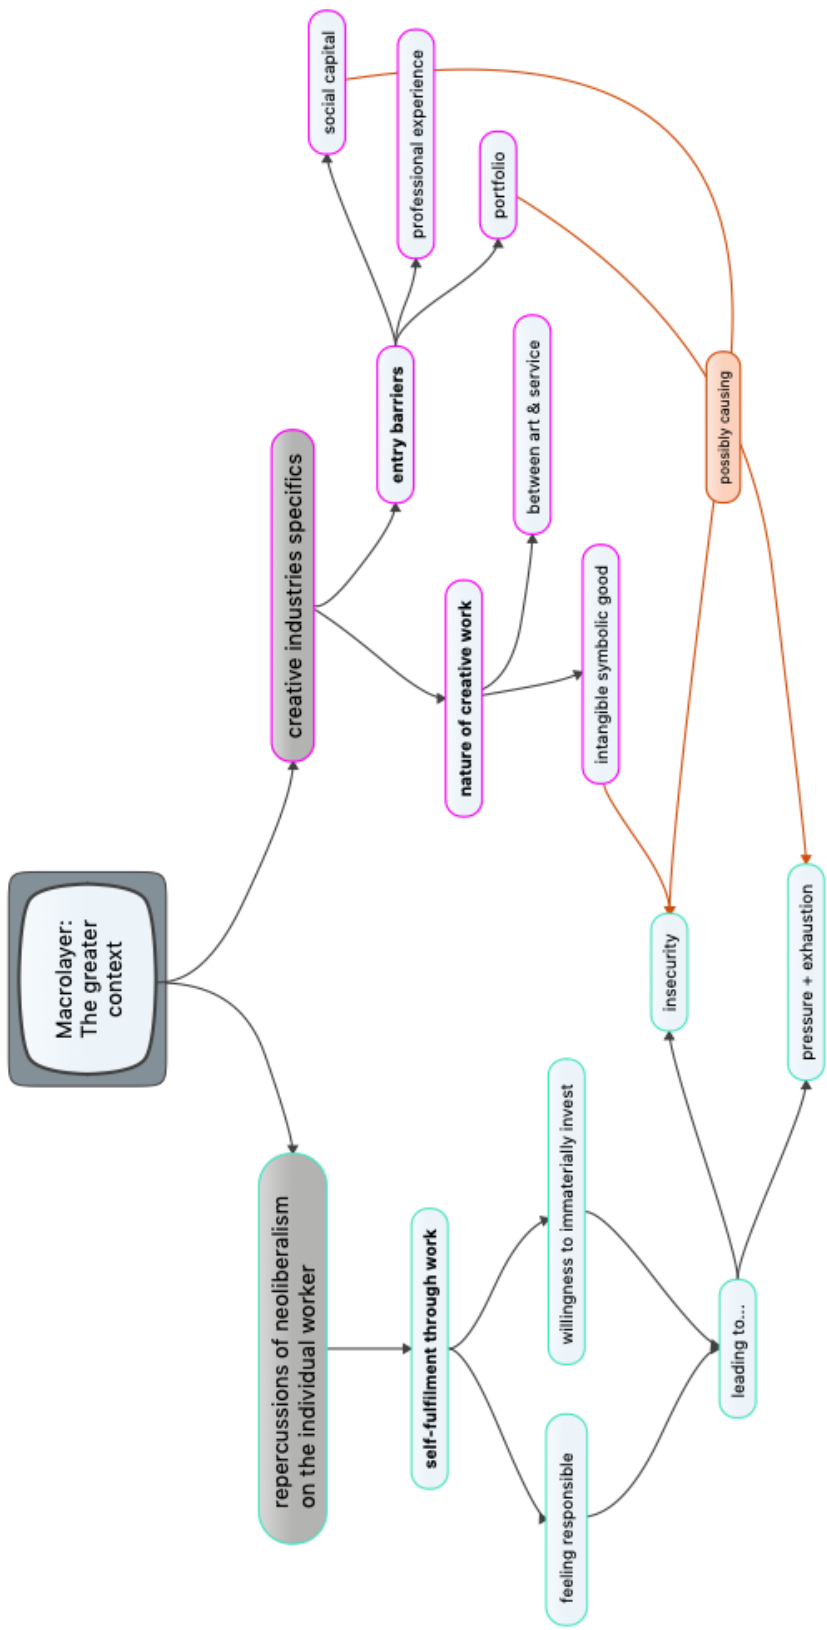 Macrolayer:
The greater
context
repercussions of neoliberalism
on the individual worker
creative industries specifics
self-fulfilment through work
feeling responsible
willingness to immaterially invest
leading to...
nature of creative work
entry barriers
intangible symbolic good
between art & service
social capital
professional experience
portfolio
possibly causing
insecurity
pressure + exhaustion